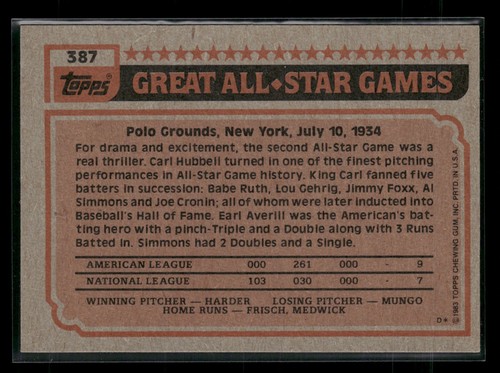 387
Topps
GREAT ALL◆STAR GAMES
Polo Grounds, New York, July 10, 1934
For drama and excitement, the second All-Star Game was
a real thriller. Carl Hubbell turned in one of the finest pitching
performances in All-Star Game history. King Carl fanned five
batters in succession: Babe Ruth, Lou Gehrig, Jimmy Foxx, Al
Simmons and Joe Cronin; all of whom were later inducted into
Baseball's Hall of Fame. Earl Averill was the American's bat-
ting hero with a pinch-Triple and a Double along with 3 Runs
Batted In. Simmons had 2 Doubles and a Single.
AMERICAN LEAGUE 000 261 000 - 9
NATIONAL LEAGUE 103 030 000 - 7
WINNING PITCHER — HARDER LOSING PITCHER — MUNGO
HOME RUNS — FRISCH, MEDWICK
D*
© 1983 TOPPS CHEWING GUM, INC. PRTD. IN U.S.A.